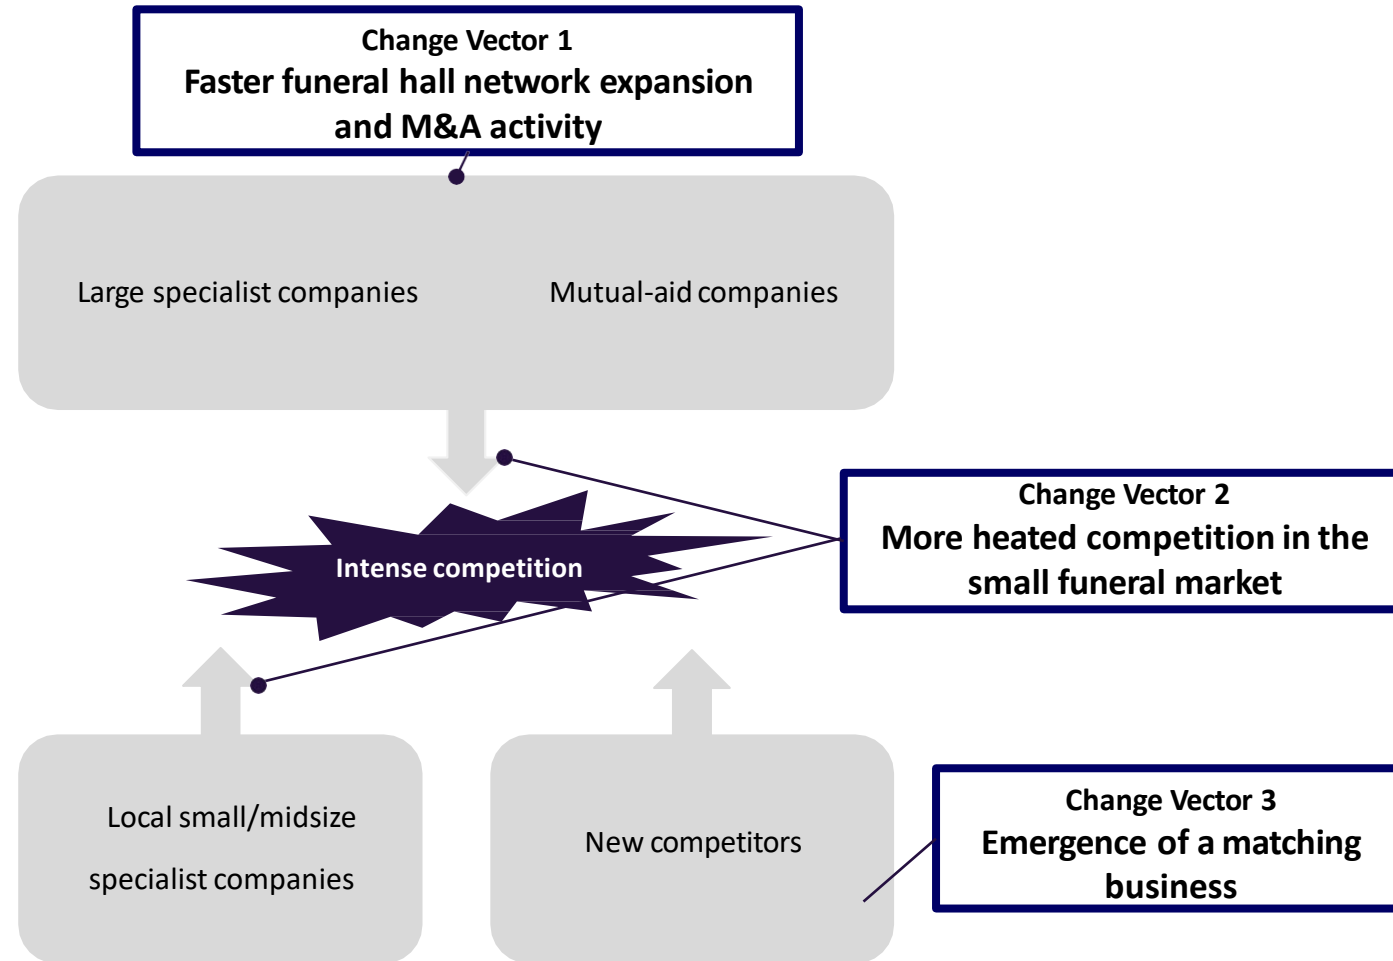 Change Vector 1
Faster funeral hall network expansion
and M&A activity
Large specialist companies
Mutual-aid companies
Change Vector 2
More heated competition in the
small funeral market
Intense competition
Local small/midsize
specialist companies
New competitors
Change Vector 3
Emergence of a matching
business